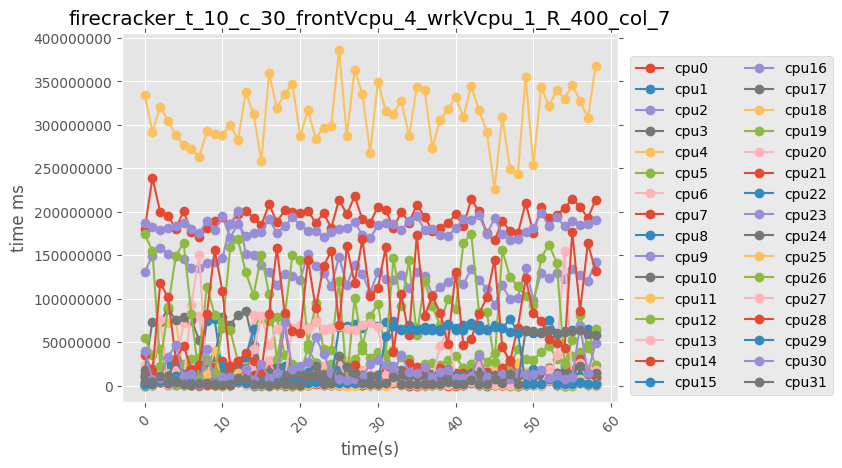 firecracker_t_10_c_30_frontVcpu_4_wrkVcpu_1_R_400_col_7
400000000
350000000
300000000
250000000
200000000
150000000
100000000
50000000
0
time ms
0
10
20
30
40
50
60
time(s)
cpu0
cpu1
cpu2
cpu3
cpu4
cpu5
cpu6
cpu7
cpu8
cpu9
cpu10
cpu11
cpu12
cpu13
cpu14
cpu15
cpu16
cpu17
cpu18
cpu19
cpu20
cpu21
cpu22
cpu23
cpu24
cpu25
cpu26
cpu27
cpu28
cpu29
cpu30
cpu31